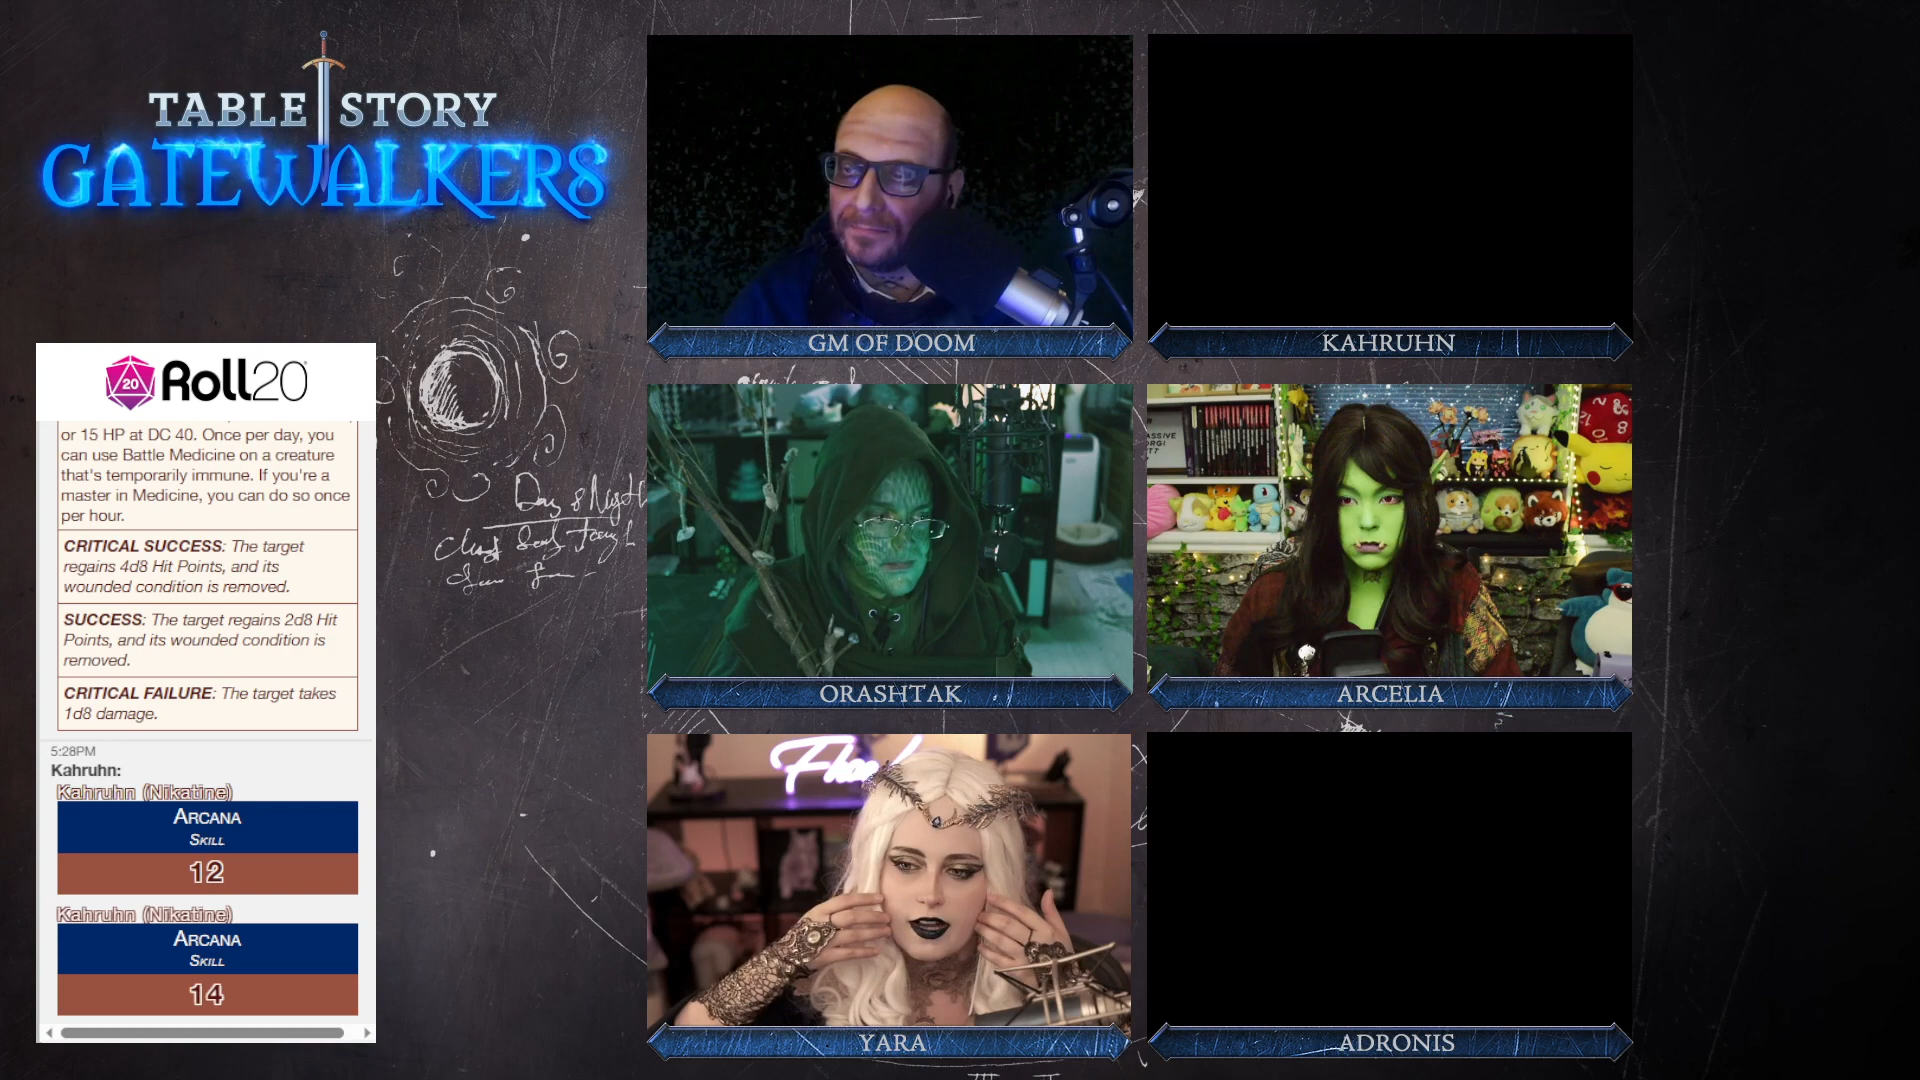 TABLE STORY
GATEWALKERS
20 Roll20
or 15 HP at DC 40. Once per day, you
can use Battle Medicine on a creature
that's temporarily immune. If you're a
master in Medicine, you can do so once
per hour.
CRITICAL SUCCESS: The target
regains 4d8 Hit Points, and its
wounded condition is removed.
SUCCESS: The target regains 2d8 Hit
Points, and its wounded condition is
removed.
CRITICAL FAILURE: The target takes
1d8 damage.
5:28PM
Kahruhn:
Kahruhn (Nikatine)
ARCANA
SKILL
12
Kahruhn (Nikatine)
ARCANA
SKILL
14
Day & Night
GM OF DOOM
KAHRUHN
ORASHTAK
ARCELIA
YARA
ADRONIS